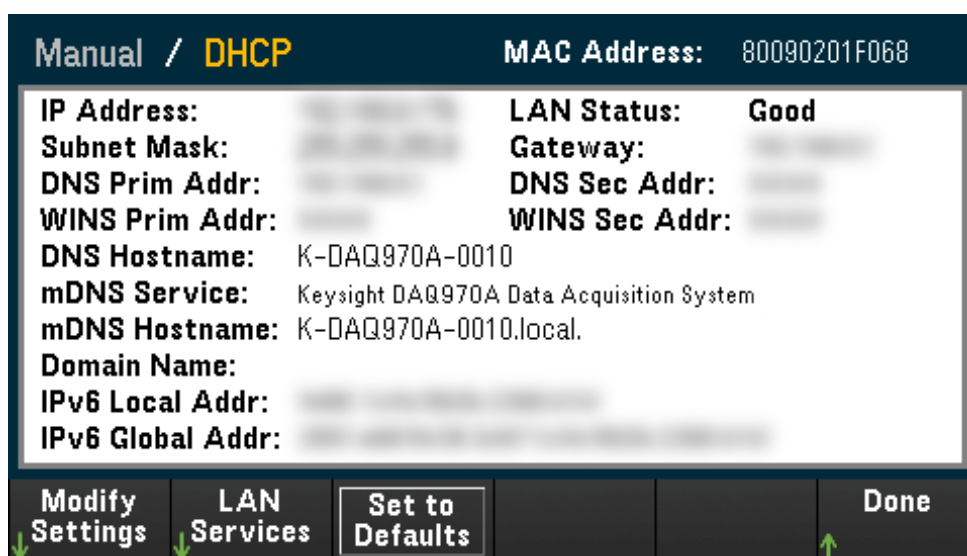 Manual / DHCP MAC Address: 80090201F068
IP Address: LAN Status: Good
Subnet Mask: Gateway:
DNS Prim Addr: DNS Sec Addr:
WINS Prim Addr: WINS Sec Addr:
DNS Hostname: K-DAQ970A-0010
mDNS Service: Keysight DAQ970A Data Acquisition System
mDNS Hostname: K-DAQ970A-0010.local.
Domain Name:
IPv6 Local Addr:
IPv6 Global Addr:
Modify LAN Set to Done
Settings Services Defaults